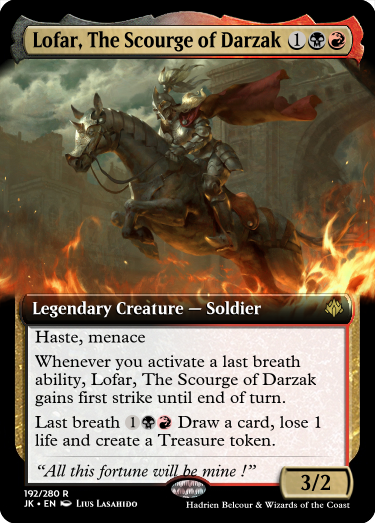 Lofar, The Scourge of Darzak 1
Legendary Creature — Soldier
Haste, menace
Whenever you activate a last breath
ability, Lofar, The Scourge of Darzak
gains first strike until end of turn.
Last breath 1 Draw a card, lose 1
life and create a Treasure token.
“All this fortune will be mine !”
3/2
192/280 R
JK • EN Lius Lasahido
Hadrien Belcour & Wizards of the Coast